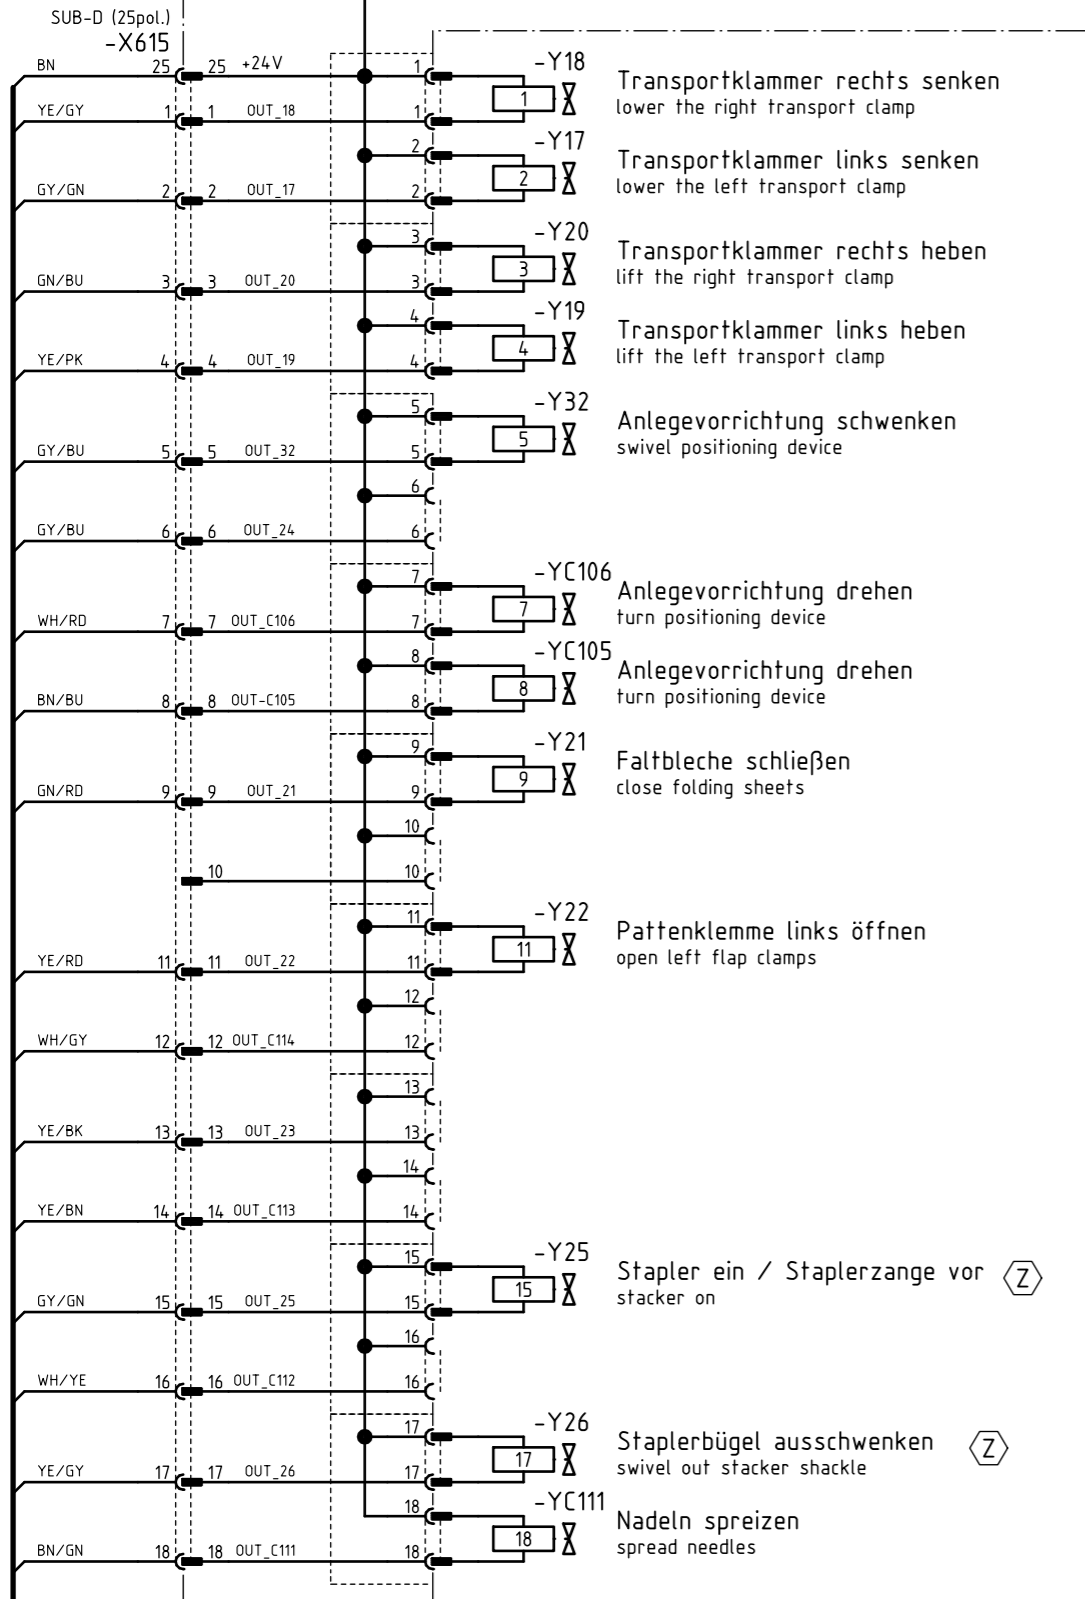 SUB-D (25pol.)
-X615
BN 25 25 +24V 1 -Y18
1 Transportklammer rechts senken
lower the right transport clamp
YE/GY 1 1 OUT_18 1
2 -Y17
2 Transportklammer links senken
lower the left transport clamp
GY/GN 2 2 OUT_17 2
3 -Y20
3 Transportklammer rechts heben
lift the right transport clamp
GN/BU 3 3 OUT_20 3
4 -Y19
4 Transportklammer links heben
lift the left transport clamp
YE/PK 4 4 OUT_19 4
5 -Y32
5 Anlegevorrichtung schwenken
swivel positioning device
GY/BU 5 5 OUT_32 5
6
GY/BU 6 6 OUT_24 6
7 -YC106
7 Anlegevorrichtung drehen
turn positioning device
WH/RD 7 7 OUT_C106 7
8 -YC105
8 Anlegevorrichtung drehen
turn positioning device
BN/BU 8 8 OUT-C105 8
9 -Y21
9 Faltbleche schließen
close folding sheets
GN/RD 9 9 OUT_21 9
10
10 10
11 -Y22
11 Pattenklemme links öffnen
open left flap clamps
YE/RD 11 11 OUT_22 11
12
WH/GY 12 12 OUT_C114 12
13
YE/BK 13 13 OUT_23 13
14
YE/BN 14 14 OUT_C113 14
15 -Y25
15 Stapler ein / Staplerzange vor Z
stacker on
GY/GN 15 15 OUT_25 15
16
WH/YE 16 16 OUT_C112 16
17 -Y26
17 Staplerbügel ausschwenken Z
swivel out stacker shackle
YE/GY 17 17 OUT_26 17
18 -YC111
18 Nadeln spreizen
spread needles
BN/GN 18 18 OUT_C111 18